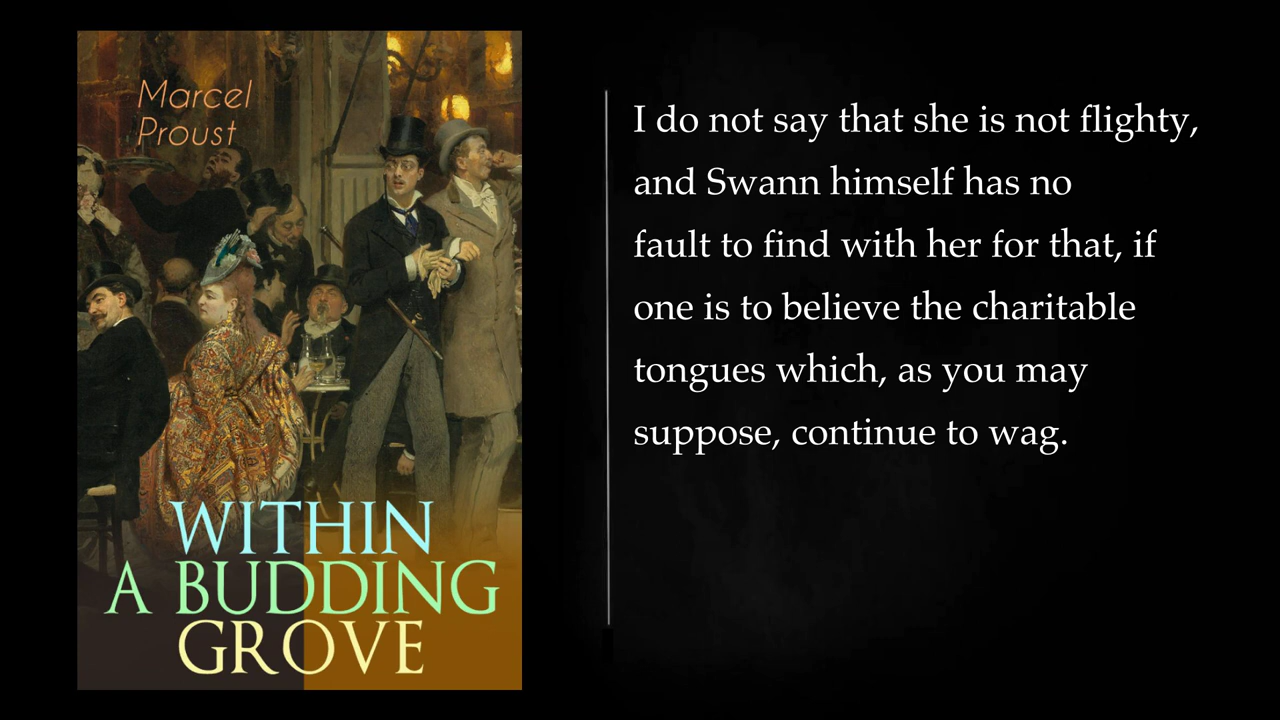 Marcel
Proust
WITHIN
A BUDDING
GROVE
I do not say that she is not flighty,
and Swann himself has no
fault to find with her for that, if
one is to believe the charitable
tongues which, as you may
suppose, continue to wag.